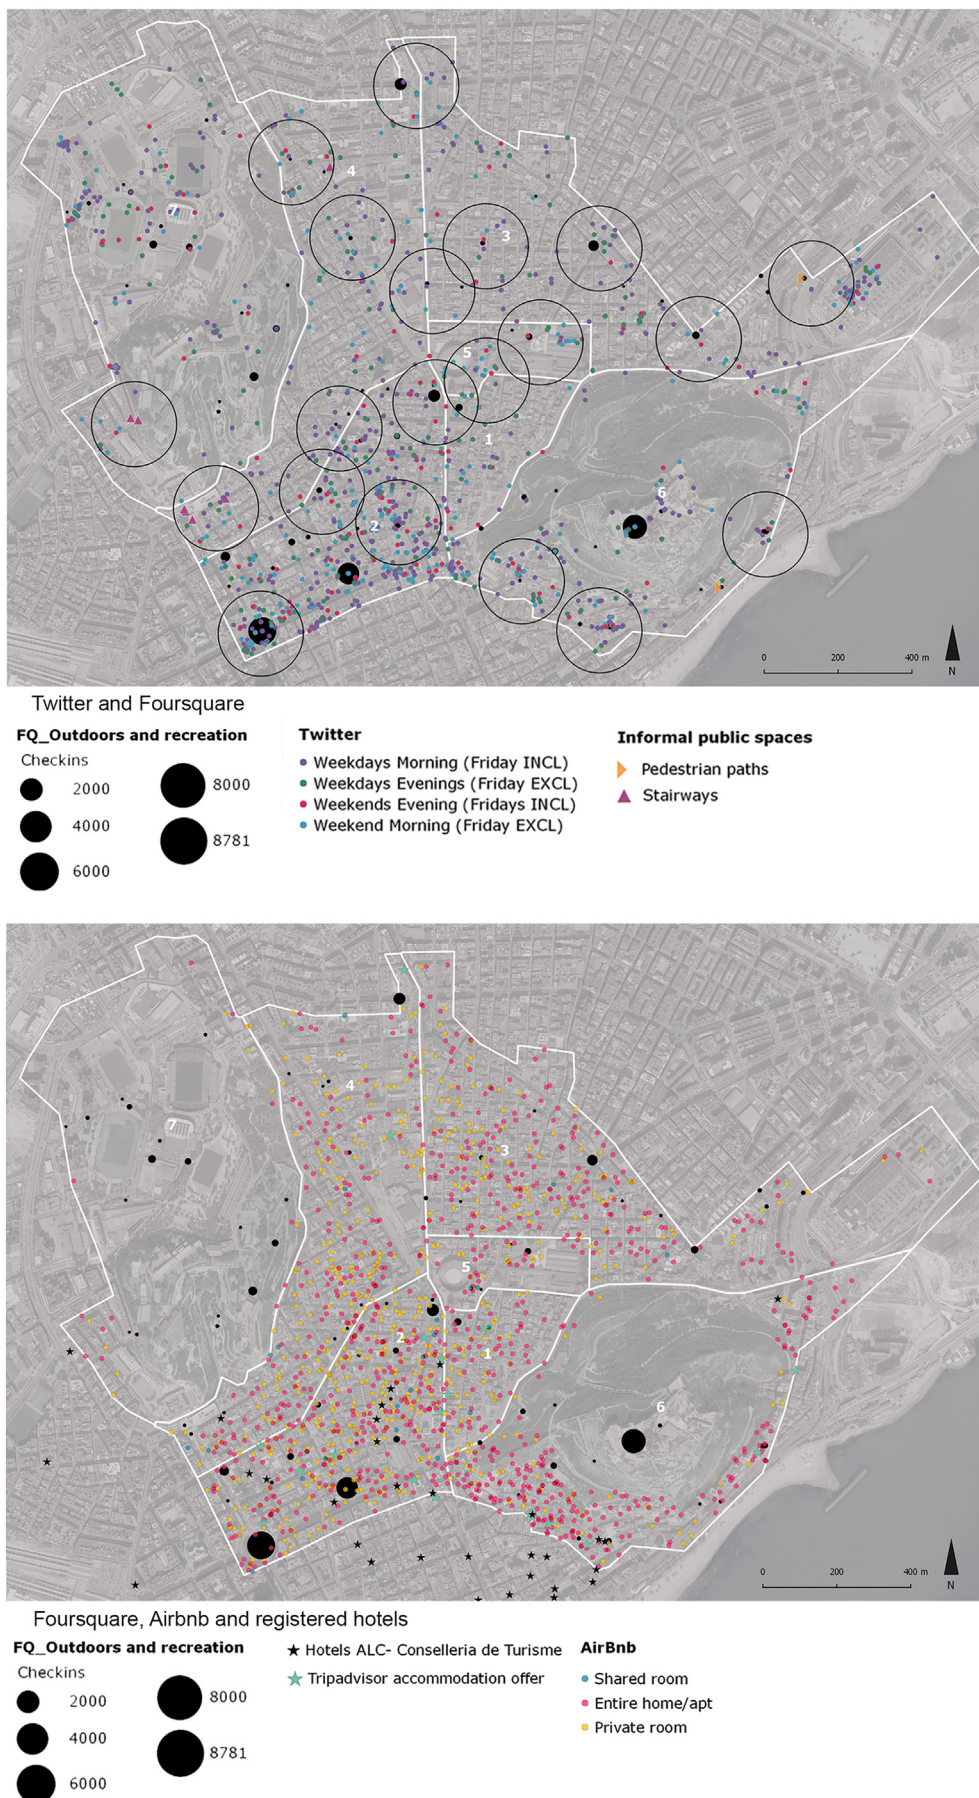 4
3
7
5
1
6
2
0 200 400 m
N
Twitter and Foursquare
FQ_Outdoors and recreation
Checkins
2000
4000
6000
8000
8781
Twitter
Weekdays Morning (Friday INCL)
Weekdays Evenings (Friday EXCL)
Weekends Evening (Fridays INCL)
Weekend Morning (Friday EXCL)
Informal public spaces
Pedestrian paths
Stairways
4
7
3
5
2
1
6
0 200 400 m
N
Foursquare, Airbnb and registered hotels
FQ_Outdoors and recreation
Checkins
2000
4000
6000
8000
8781
Hotels ALC- Conselleria de Turisme
Tripadvisor accommodation offer
AirBnb
Shared room
Entire home/apt
Private room